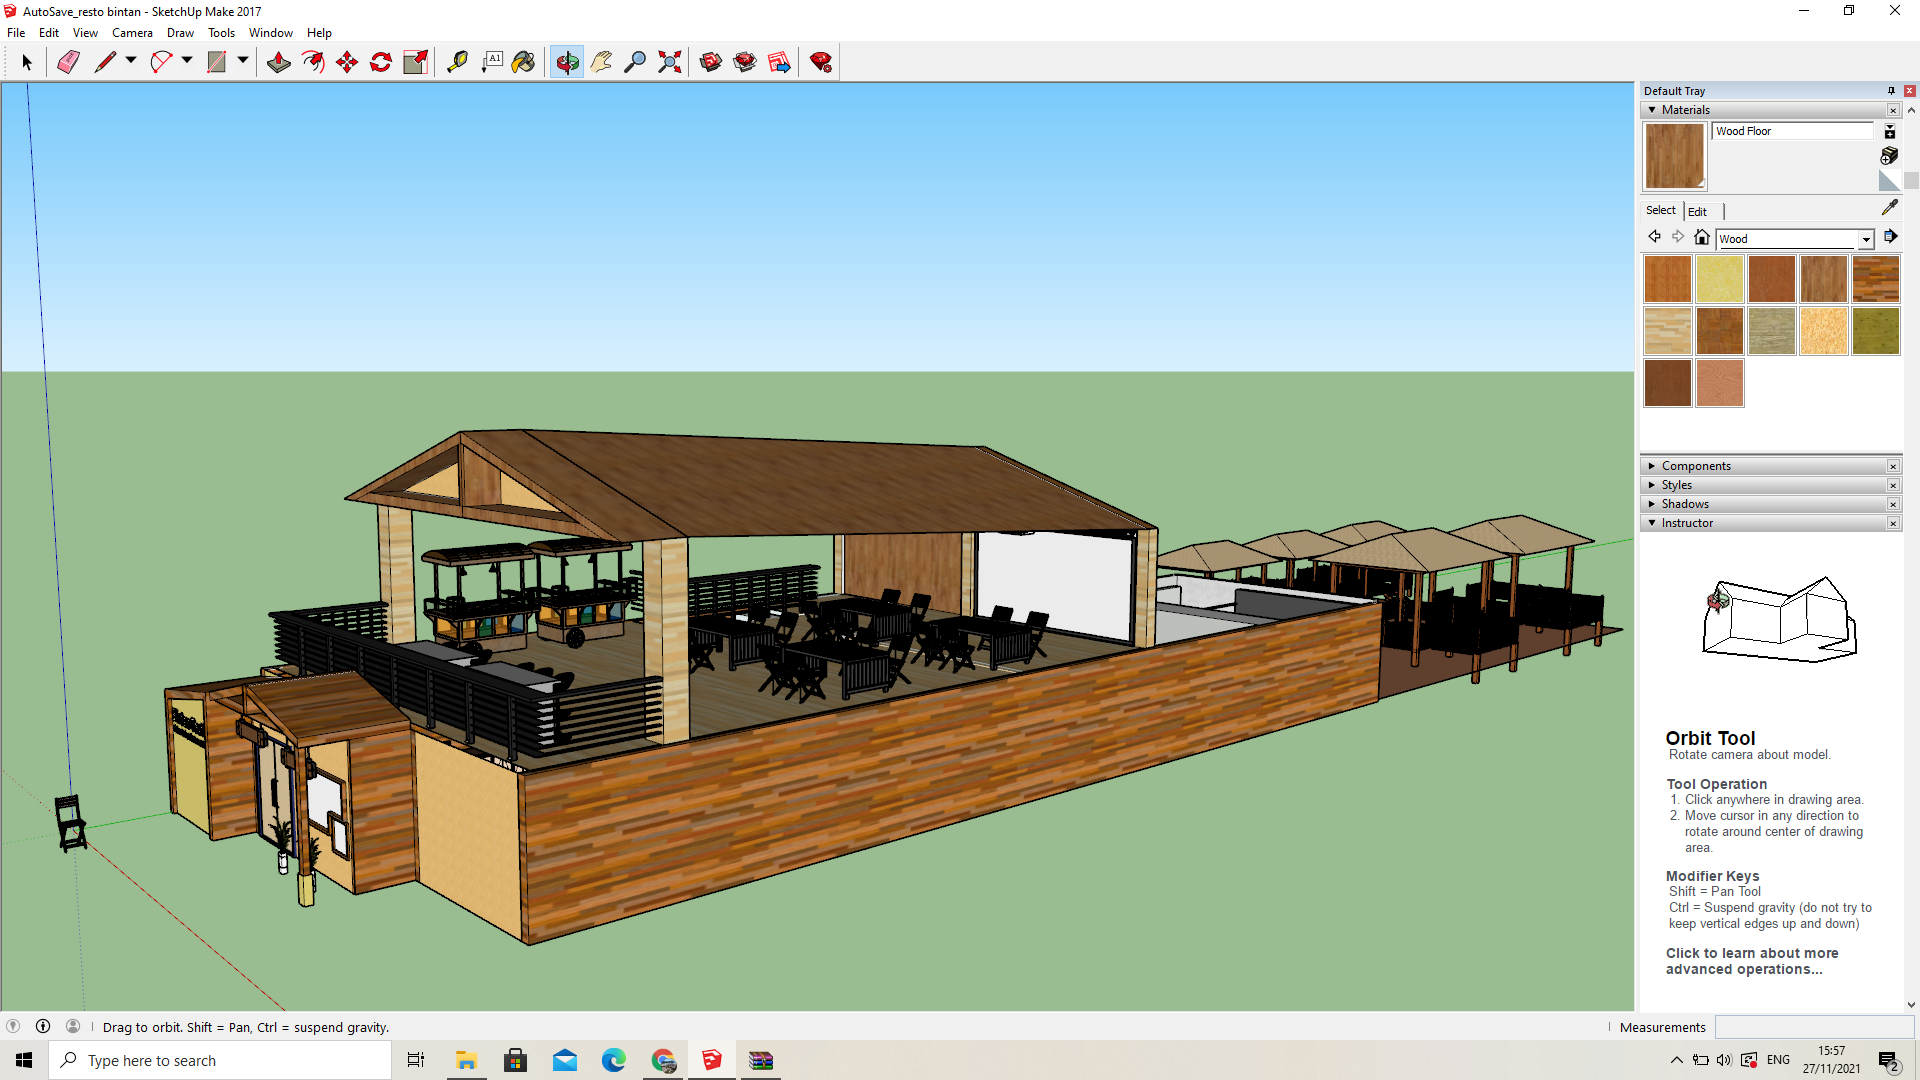 AutoSave_resto bintan - SketchUp Make 2017
File Edit View Camera Draw Tools Window Help
A1
Default Tray
Materials
Wood Floor
Select Edit
Wood
Components
Styles
Shadows
Instructor
Orbit Tool
Rotate camera about model.
Tool Operation
1. Click anywhere in drawing area.
2. Move cursor in any direction to
rotate around center of drawing
area.
Modifier Keys
Shift = Pan Tool
Ctrl = Suspend gravity (do not try to
keep vertical edges up and down)
Click to learn about more
advanced operations...
Drag to orbit. Shift = Pan, Ctrl = suspend gravity.
Measurements
Type here to search
ENG
15:57
27/11/2021
2